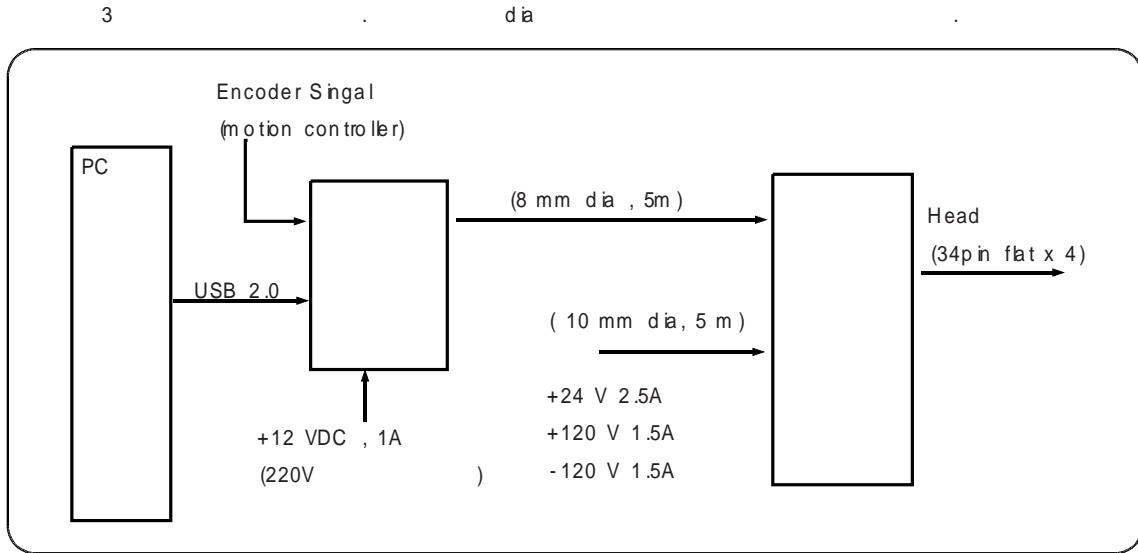 3 . dia .
Encoder Singal
(motion controller)
PC
(8 mm dia , 5m)
Head
(34pin flat x 4)
USB 2.0
( 10 mm dia, 5 m)
+24 V 2.5A
+120 V 1.5A
-120 V 1.5A
+12 VDC , 1A
(220V )